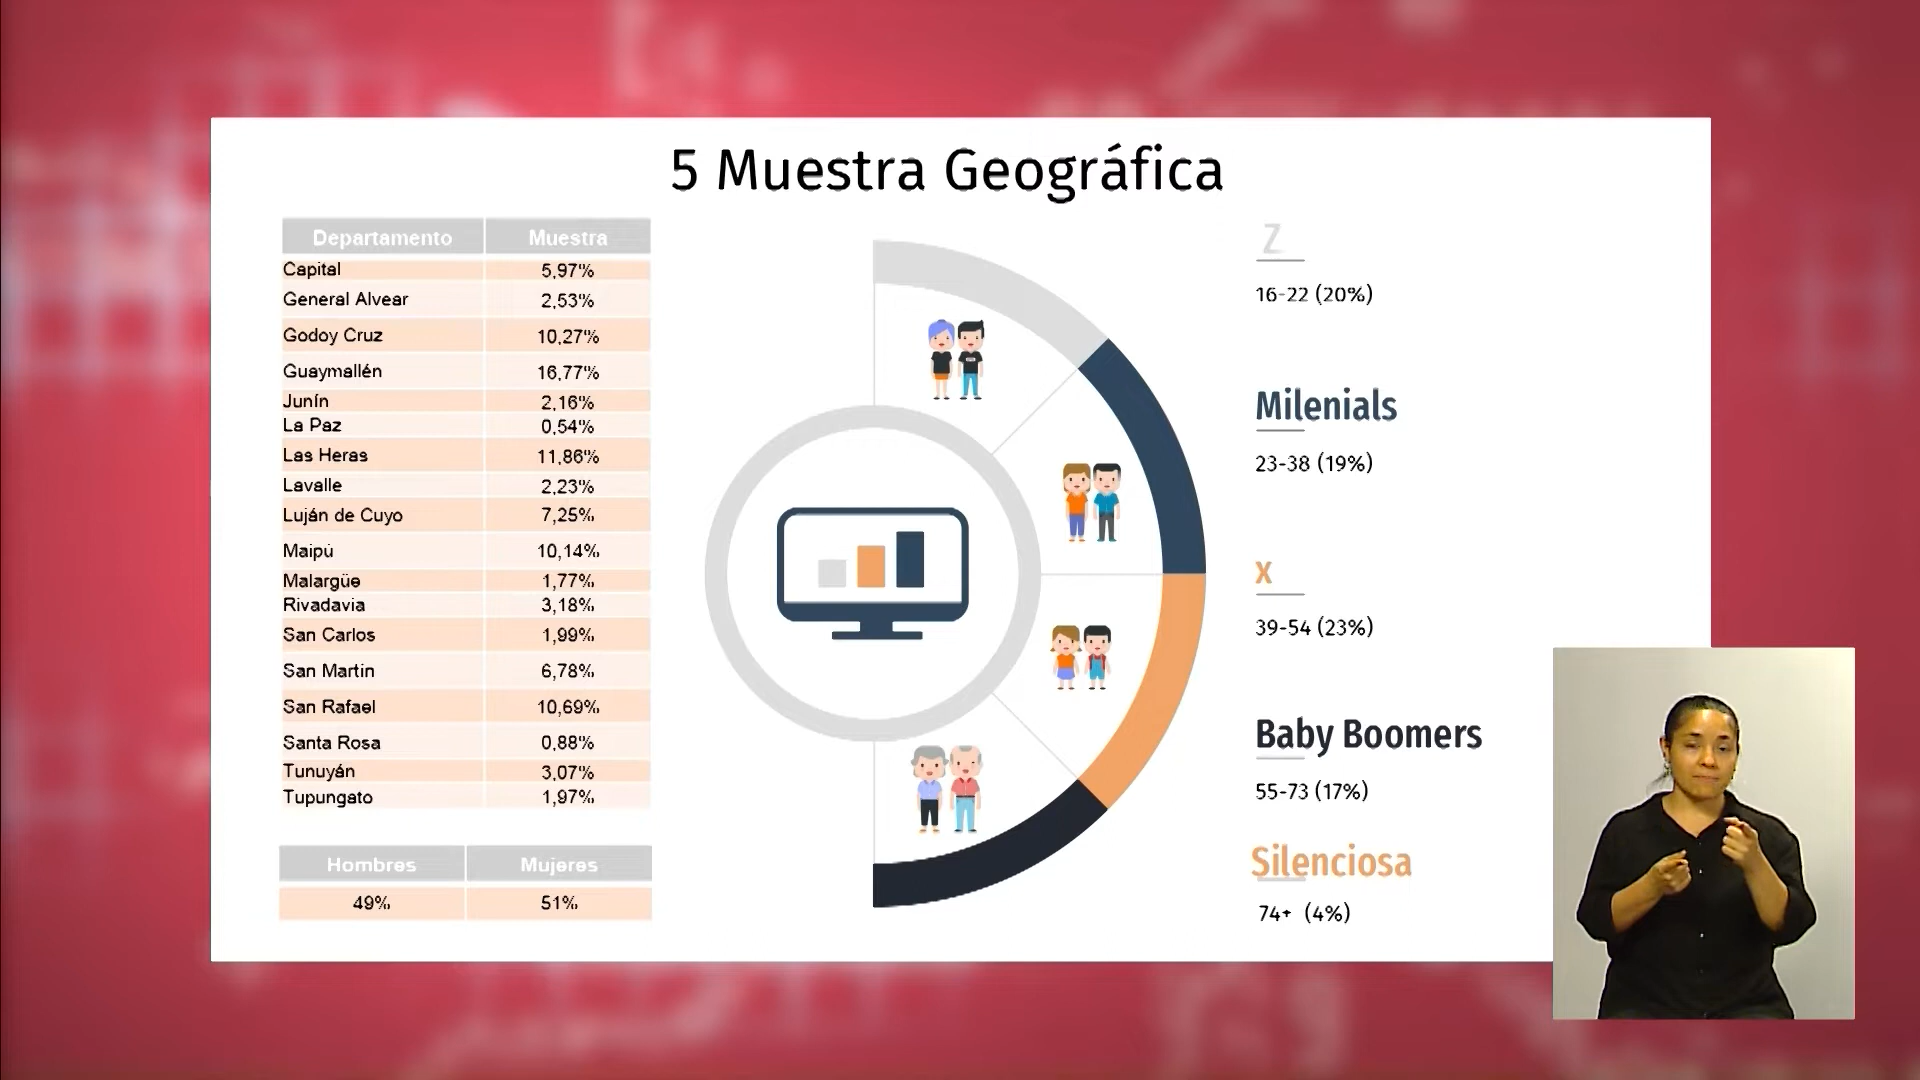 5 Muestra Geográfica
Departamento Muestra
Capital 5,97%
General Alvear 2,53%
Godoy Cruz 10,27%
Guaymallén 16,77%
Junín 2,16%
La Paz 0,54%
Las Heras 11,86%
Lavalle 2,23%
Luján de Cuyo 7,25%
Maipú 10,14%
Malargüe 1,77%
Rivadavia 3,18%
San Carlos 1,99%
San Martin 6,78%
San Rafael 10,69%
Santa Rosa 0,88%
Tunuyán 3,07%
Tupungato 1,97%
Hombres Mujeres
49% 51%
Z
16-22 (20%)
Milenials
23-38 (19%)
X
39-54 (23%)
Baby Boomers
55-73 (17%)
Silenciosa
74+ (4%)